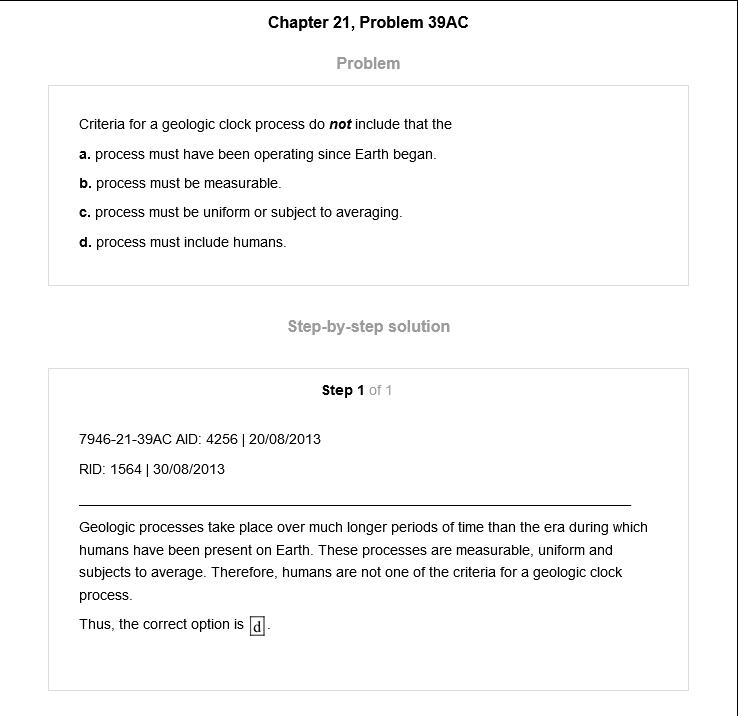 Chapter 21, Problem 39AC
Problem
Criteria for a geologic clock process do not include that the
a. process must have been operating since Earth began.
b. process must be measurable.
c. process must be uniform or subject to averaging.
d. process must include humans.
Step-by-step solution
Step 1 of 1
7946-21-39AC AID: 4256 | 20/08/2013
RID: 1564 | 30/08/2013
Geologic processes take place over much longer periods of time than the era during which
humans have been present on Earth. These processes are measurable, uniform and
subjects to average. Therefore, humans are not one of the criteria for a geologic clock
process.
Thus, the correct option is d.